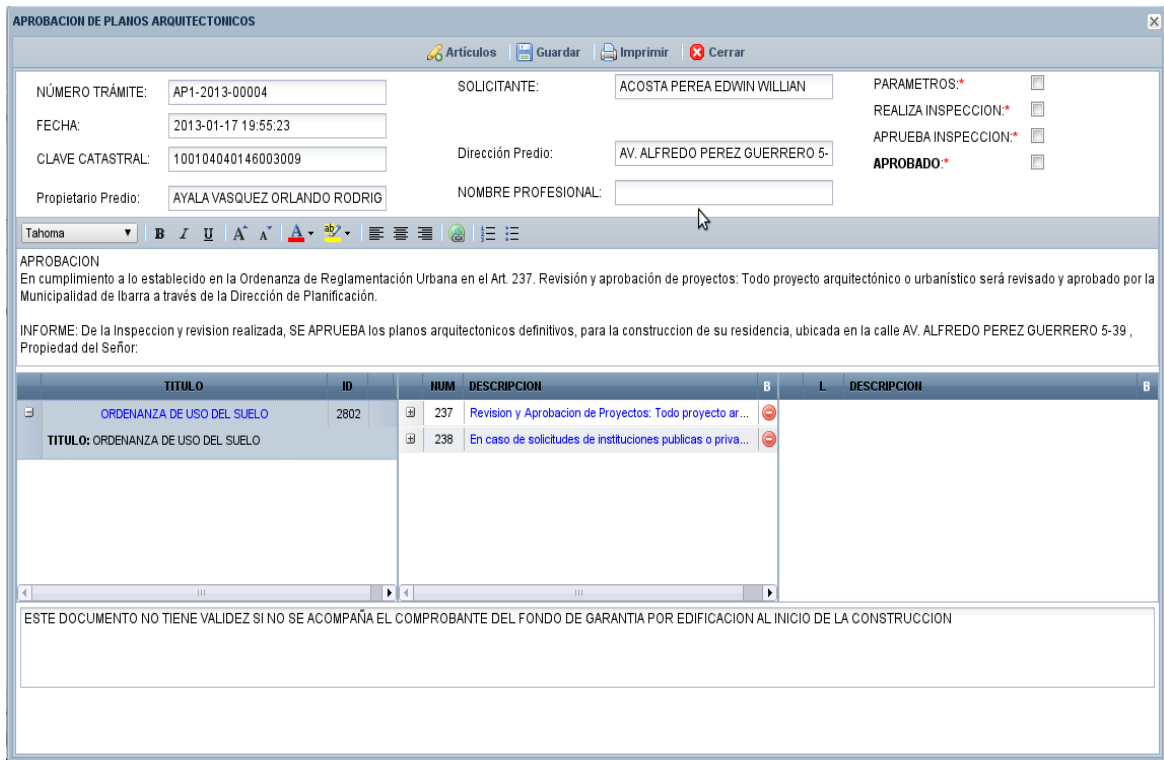 APROBACION DE PLANOS ARQUITECTONICOS
Artículos Guardar Imprimir Cerrar
NÚMERO TRÁMITE: AP1-2013-00004 SOLICITANTE: ACOSTA PEREA EDWIN WILLIAN PARAMETROS:*
REALIZA INSPECCION:*
FECHA: 2013-01-17 19:55:23
APRUEBA INSPECCION:*
CLAVE CATASTRAL: 100104040146003009 Dirección Predio: AV. ALFREDO PEREZ GUERRERO 5- APROBADO:*
Propietario Predio: AYALA VASQUEZ ORLANDO RODRIG NOMBRE PROFESIONAL:
Tahoma B I U A A A ab
APROBACION
En cumplimiento a lo establecido en la Ordenanza de Reglamentación Urbana en el Art. 237. Revisión y aprobación de proyectos: Todo proyecto arquitectónico o urbanístico será revisado y aprobado por la
Municipalidad de Ibarra a través de la Dirección de Planificación.
INFORME: De la Inspeccion y revision realizada, SE APRUEBA los planos arquitectonicos definitivos, para la construccion de su residencia, ubicada en la calle AV. ALFREDO PEREZ GUERRERO 5-39 ,
Propiedad del Señor:
TITULO ID NUM DESCRIPCION B L DESCRIPCION B
ORDENANZA DE USO DEL SUELO 2802 237 Revision y Aprobacion de Proyectos: Todo proyecto ar...
TITULO: ORDENANZA DE USO DEL SUELO 238 En caso de solicitudes de instituciones publicas o priva...
ESTE DOCUMENTO NO TIENE VALIDEZ SI NO SE ACOMPAÑA EL COMPROBANTE DEL FONDO DE GARANTIA POR EDIFICACION AL INICIO DE LA CONSTRUCCION